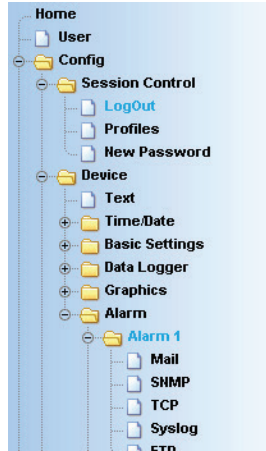 Home
User
Config
Session Control
LogOut
Profiles
New Password
Device
Text
Time/Date
Basic Settings
Data Logger
Graphics
Alarm
Alarm 1
Mail
SNMP
TCP
Syslog
FTP